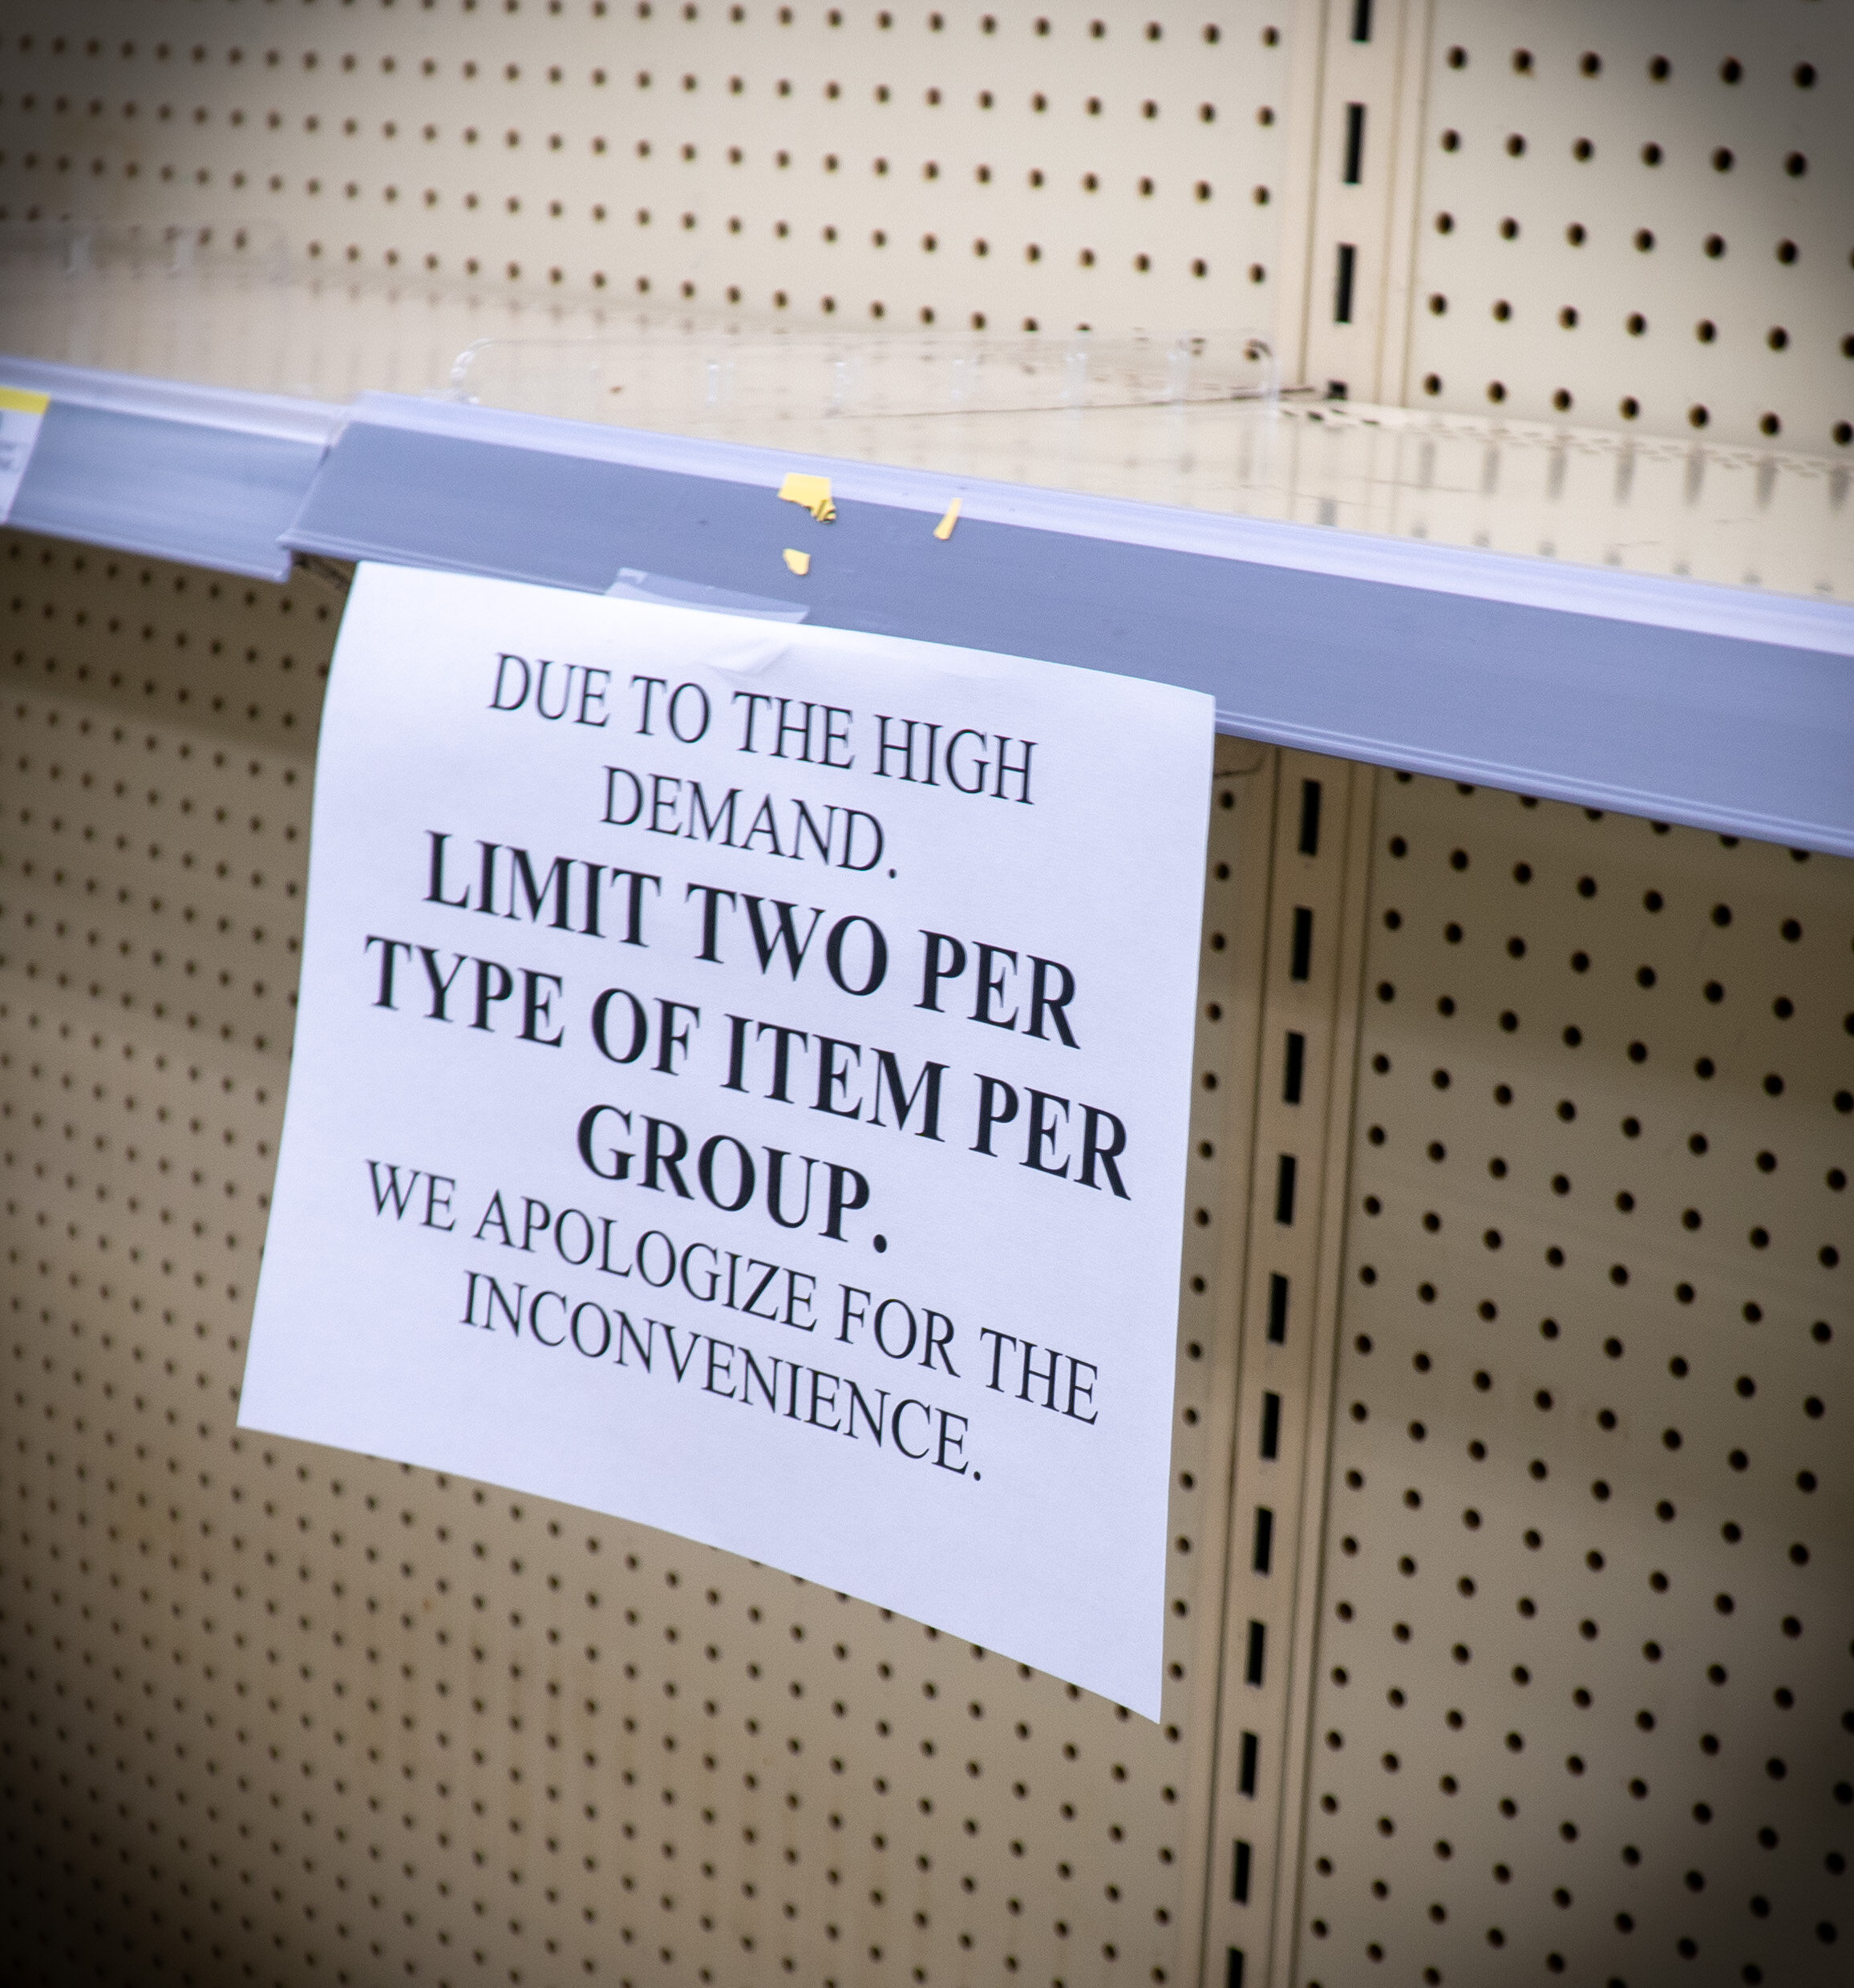 DUE TO THE HIGH
DEMAND.
LIMIT TWO PER
TYPE OF ITEM PER
GROUP.
WE APOLOGIZE FOR THE
INCONVENIENCE.